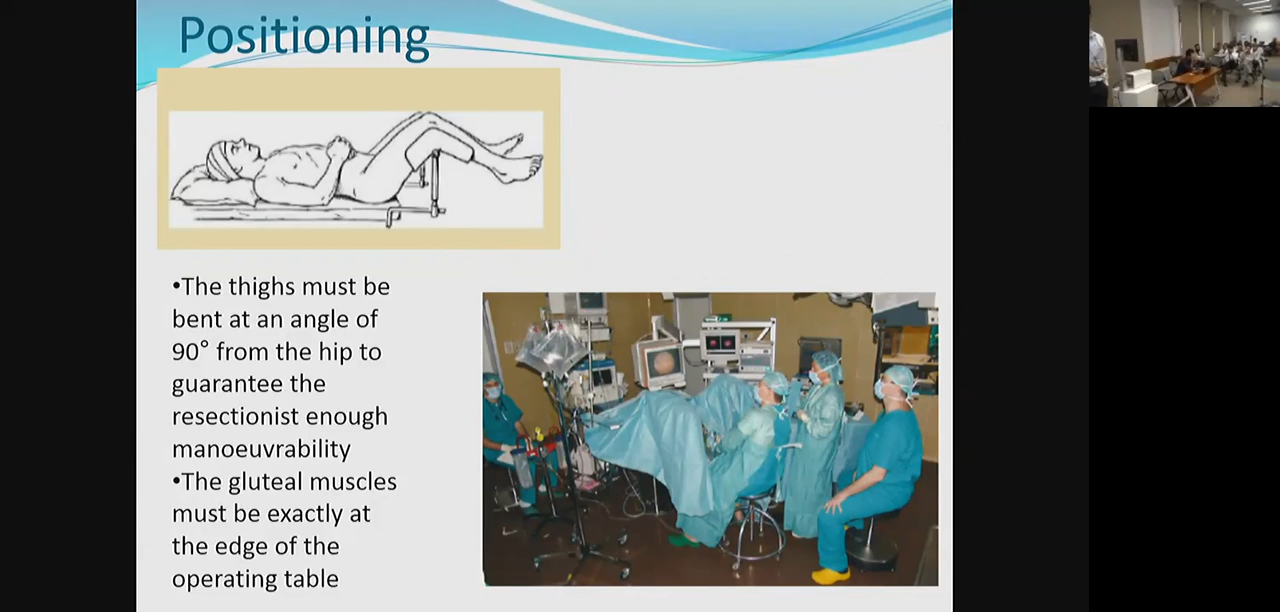 Positioning
•The thighs must be
bent at an angle of
90° from the hip to
guarantee the
resectionist enough
manoeuvrability
•The gluteal muscles
must be exactly at
the edge of the
operating table